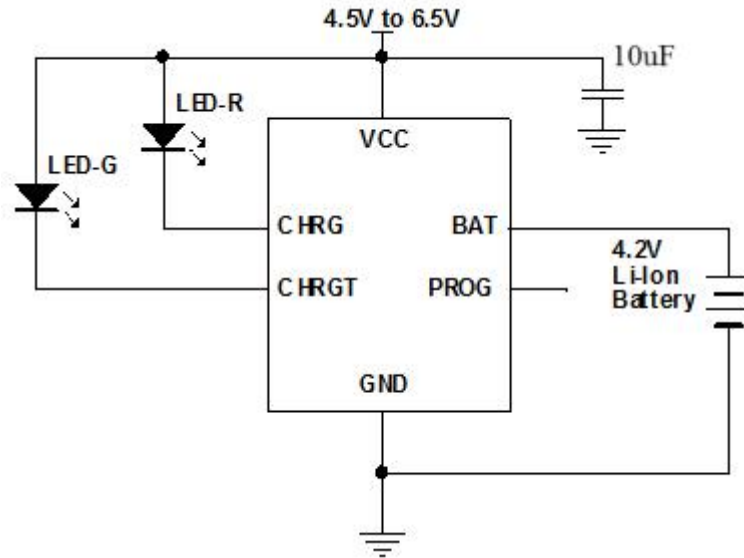 4.5V to 6.5V
10uF
LED-R
VCC
LED-G
CHRG
BAT
4.2V
Li-Ion
Battery
CHRGT
PROG
GND